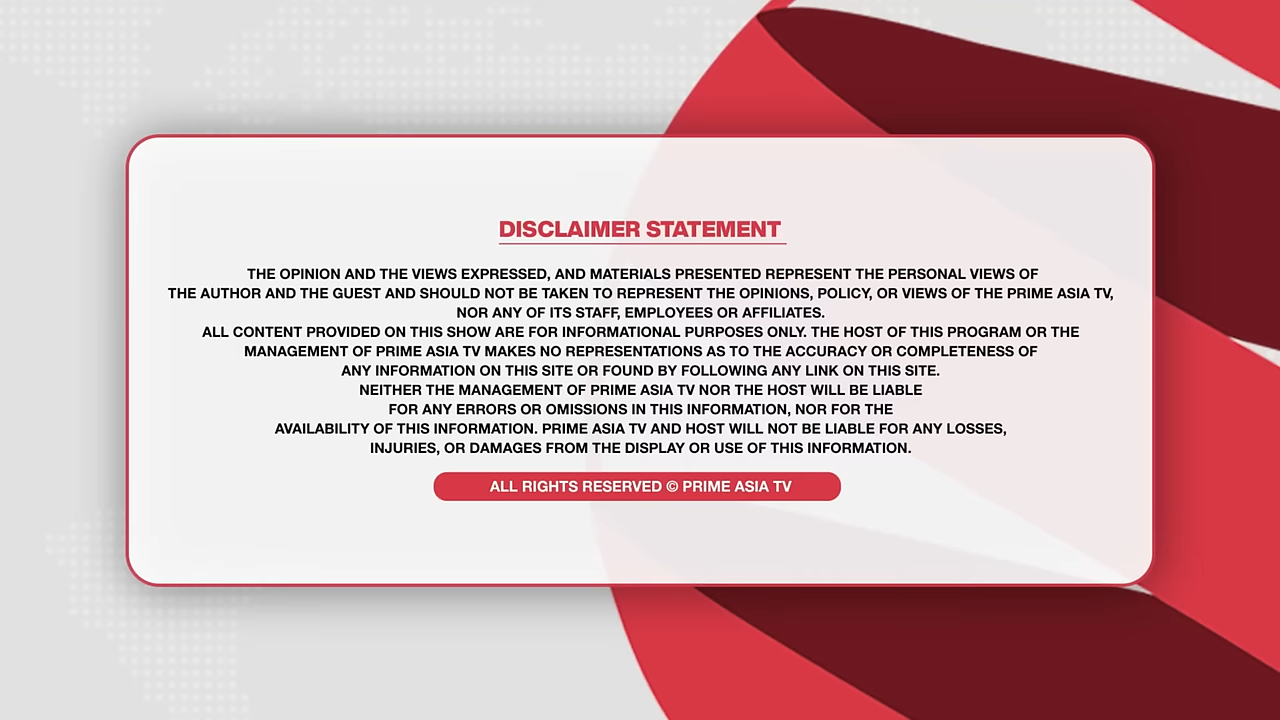 DISCLAIMER STATEMENT
THE OPINION AND THE VIEWS EXPRESSED, AND MATERIALS PRESENTED REPRESENT THE PERSONAL VIEWS OF
THE AUTHOR AND THE GUEST AND SHOULD NOT BE TAKEN TO REPRESENT THE OPINIONS, POLICY, OR VIEWS OF THE PRIME ASIA TV,
NOR ANY OF ITS STAFF, EMPLOYEES OR AFFILIATES.
ALL CONTENT PROVIDED ON THIS SHOW ARE FOR INFORMATIONAL PURPOSES ONLY. THE HOST OF THIS PROGRAM OR THE
MANAGEMENT OF PRIME ASIA TV MAKES NO REPRESENTATIONS AS TO THE ACCURACY OR COMPLETENESS OF
ANY INFORMATION ON THIS SITE OR FOUND BY FOLLOWING ANY LINK ON THIS SITE.
NEITHER THE MANAGEMENT OF PRIME ASIA TV NOR THE HOST WILL BE LIABLE
FOR ANY ERRORS OR OMISSIONS IN THIS INFORMATION, NOR FOR THE
AVAILABILITY OF THIS INFORMATION. PRIME ASIA TV AND HOST WILL NOT BE LIABLE FOR ANY LOSSES,
INJURIES, OR DAMAGES FROM THE DISPLAY OR USE OF THIS INFORMATION.
ALL RIGHTS RESERVED © PRIME ASIA TV